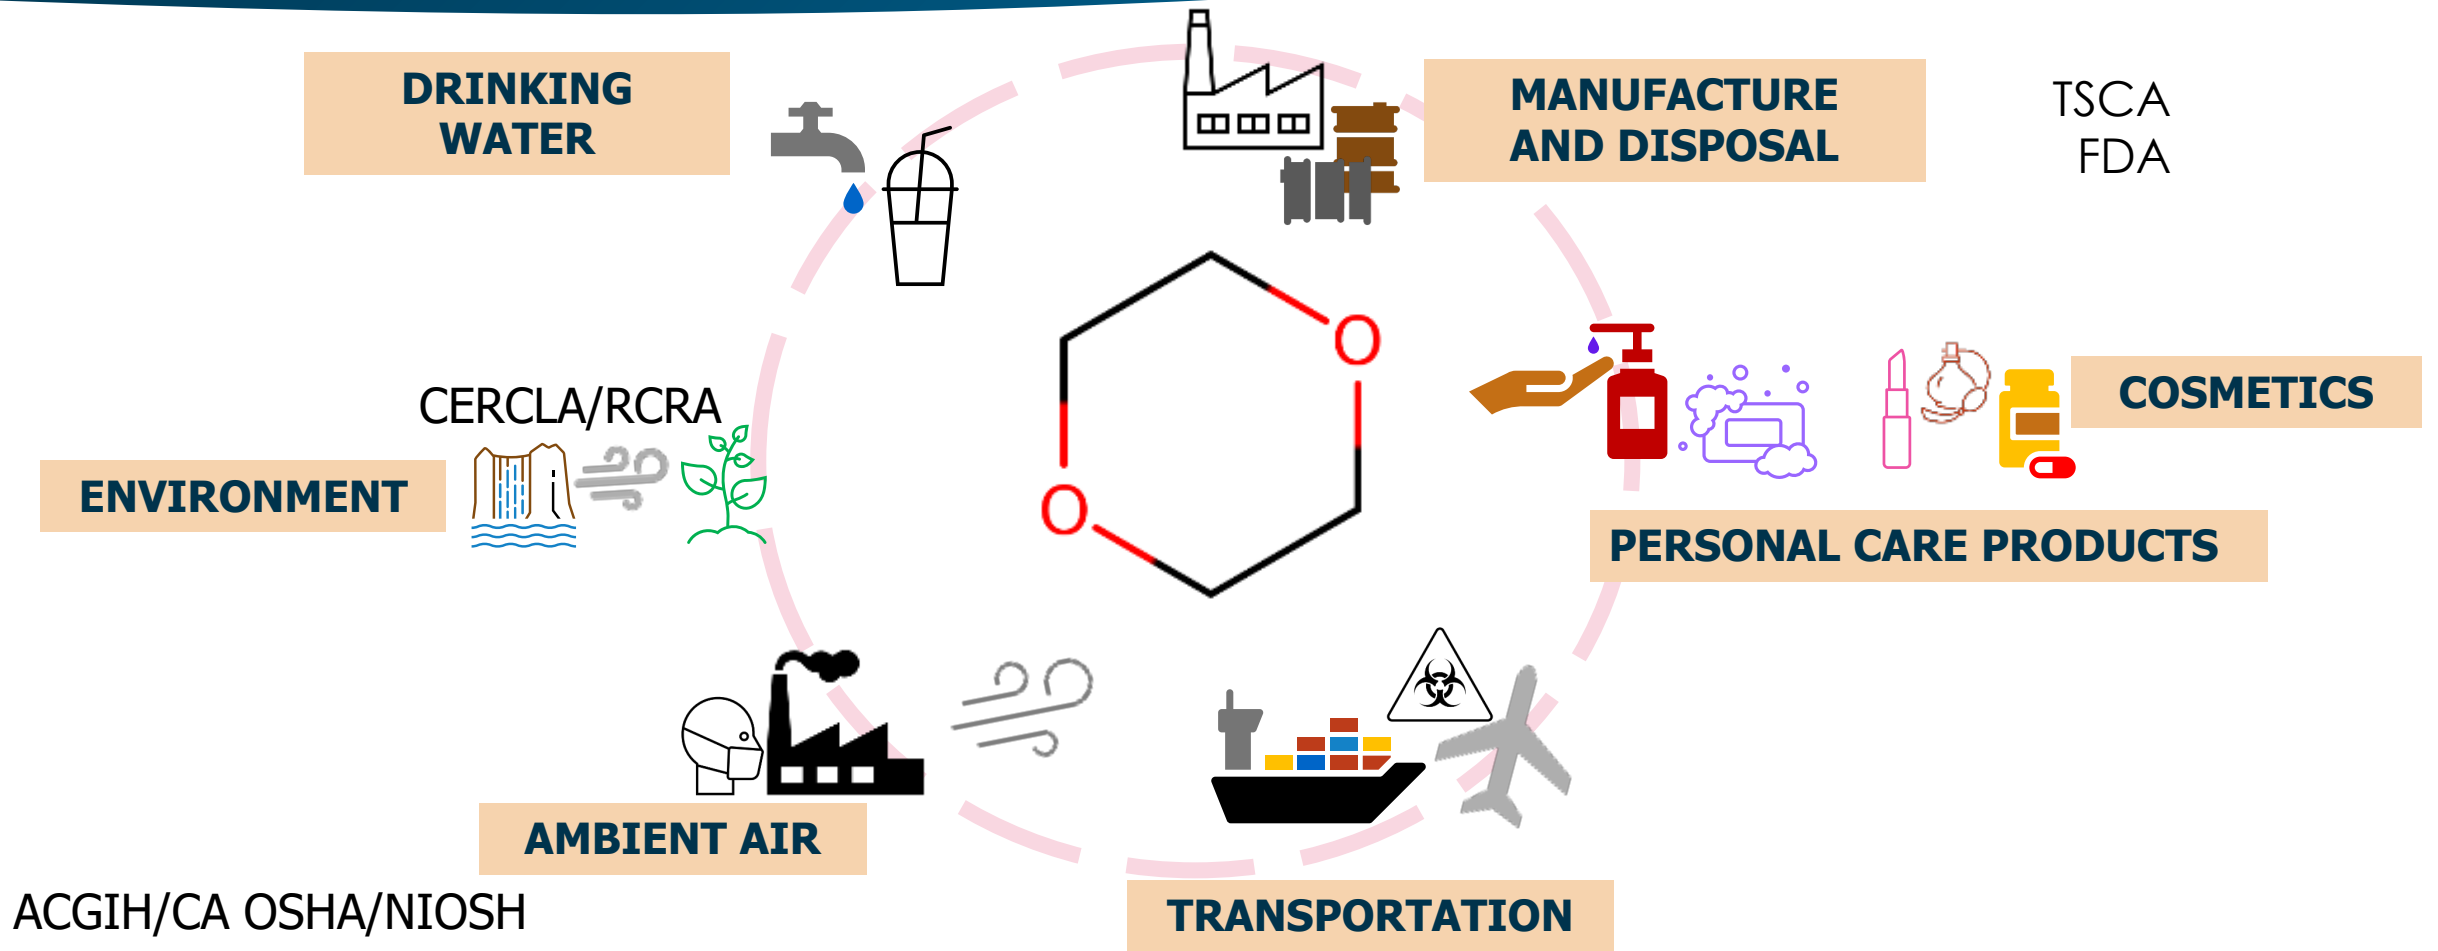 DRINKING
WATER
MANUFACTURE
AND DISPOSAL
TSCA
FDA
O
O
CERCLA/RCRA
ENVIRONMENT
COSMETICS
PERSONAL CARE PRODUCTS
AMBIENT AIR
ACGIH/CA OSHA/NIOSH
TRANSPORTATION